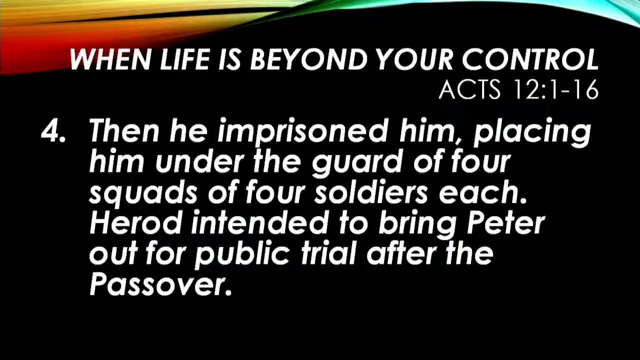 WHEN LIFE IS BEYOND YOUR CONTROL
ACTS 12:1-16
4. Then he imprisoned him, placing
him under the guard of four
squads of four soldiers each.
Herod intended to bring Peter
out for public trial after the
Passover.